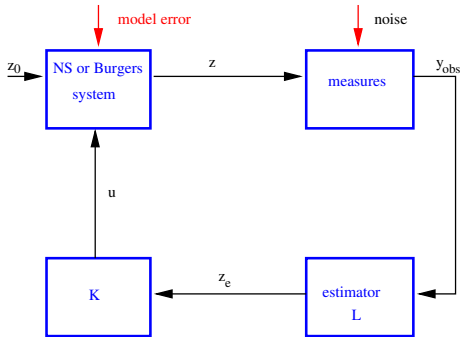 model error
noise
z0
NS or Burgers
system
z
measures
yobs
u
ze
K
estimator
L